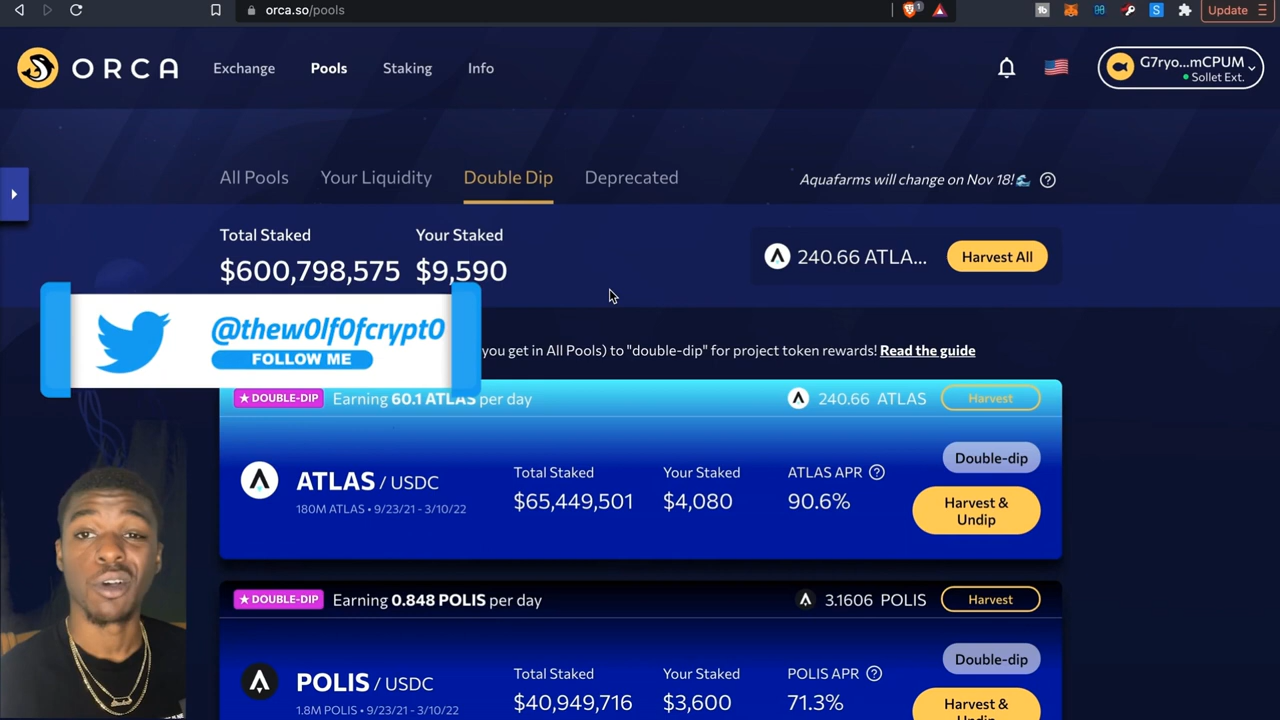 orca.so/pools
1
Update
ORCA
Exchange
Pools
Staking
Info
G7ryo...mCPUM
Sollet Ext.
All Pools
Your Liquidity
Double Dip
Deprecated
Aquafarms will change on Nov 18!🌊
Total Staked
Your Staked
$600,798,575
$9,590
240.66 ATLA...
Harvest All
@thew0lf0fcrypt0
FOLLOW ME
you get in All Pools) to "double-dip" for project token rewards! Read the guide
★ DOUBLE-DIP
Earning 60.1 ATLAS per day
240.66 ATLAS
Harvest
ATLAS / USDC
180M ATLAS • 9/23/21 - 3/10/22
Total Staked
$65,449,501
Your Staked
$4,080
ATLAS APR
90.6%
Double-dip
Harvest &
Undip
★ DOUBLE-DIP
Earning 0.848 POLIS per day
3.1606 POLIS
Harvest
POLIS / USDC
1.8M POLIS • 9/23/21 - 3/10/22
Total Staked
$40,949,716
Your Staked
$3,600
POLIS APR
71.3%
Double-dip
Harvest &
Undip